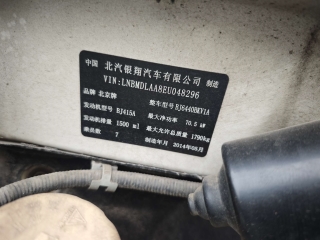 中国 北汽银翔汽车有限公司 制造
VIN:LNBMDLAA8EU048296
品牌 北京牌 整车型号 BJ6440BKV1A
发动机型号 BJ415A 最大净功率 70.5 kW
发动机排量 1500 ml 最大允许总质量 1790kg
乘员数 7 制造年月 2014年08月